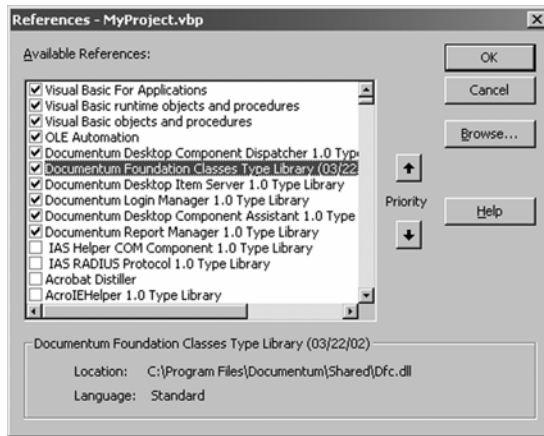 References - MyProject.vbp
Available References:
Visual Basic For Applications
Visual Basic runtime objects and procedures
Visual Basic objects and procedures
OLE Automation
Documentum Desktop Component Dispatcher 1.0 Typ
Documentum Foundation Classes Type Library (03/22
Documentum Desktop Item Server 1.0 Type Library
Documentum Login Manager 1.0 Type Library
Documentum Desktop Component Assistant 1.0 Type
Documentum Report Manager 1.0 Type Library
IAS Helper COM Component 1.0 Type Library
IAS RADIUS Protocol 1.0 Type Library
Acrobat Distiller
AcroIEHelper 1.0 Type Library
Priority
OK
Cancel
Browse...
Help
Documentum Foundation Classes Type Library (03/22/02)
Location: C:\Program Files\Documentum\Shared\Dfc.dll
Language: Standard